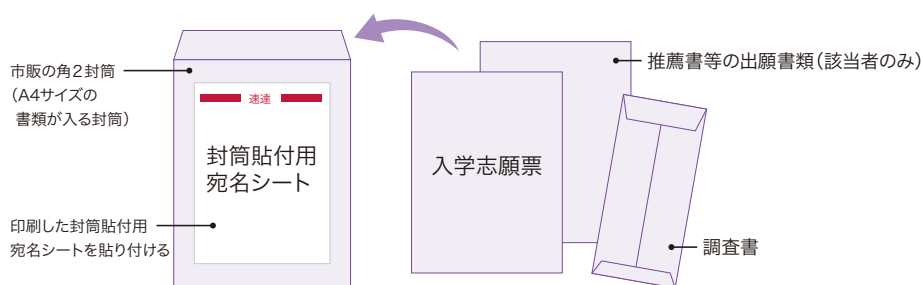 市販の角2封筒
(A4サイズの
書類が入る封筒)
速達
封筒貼付用
宛名シート
印刷した封筒貼付用
宛名シートを貼り付ける
推薦書等の出願書類(該当者のみ)
入学志願票
調査書